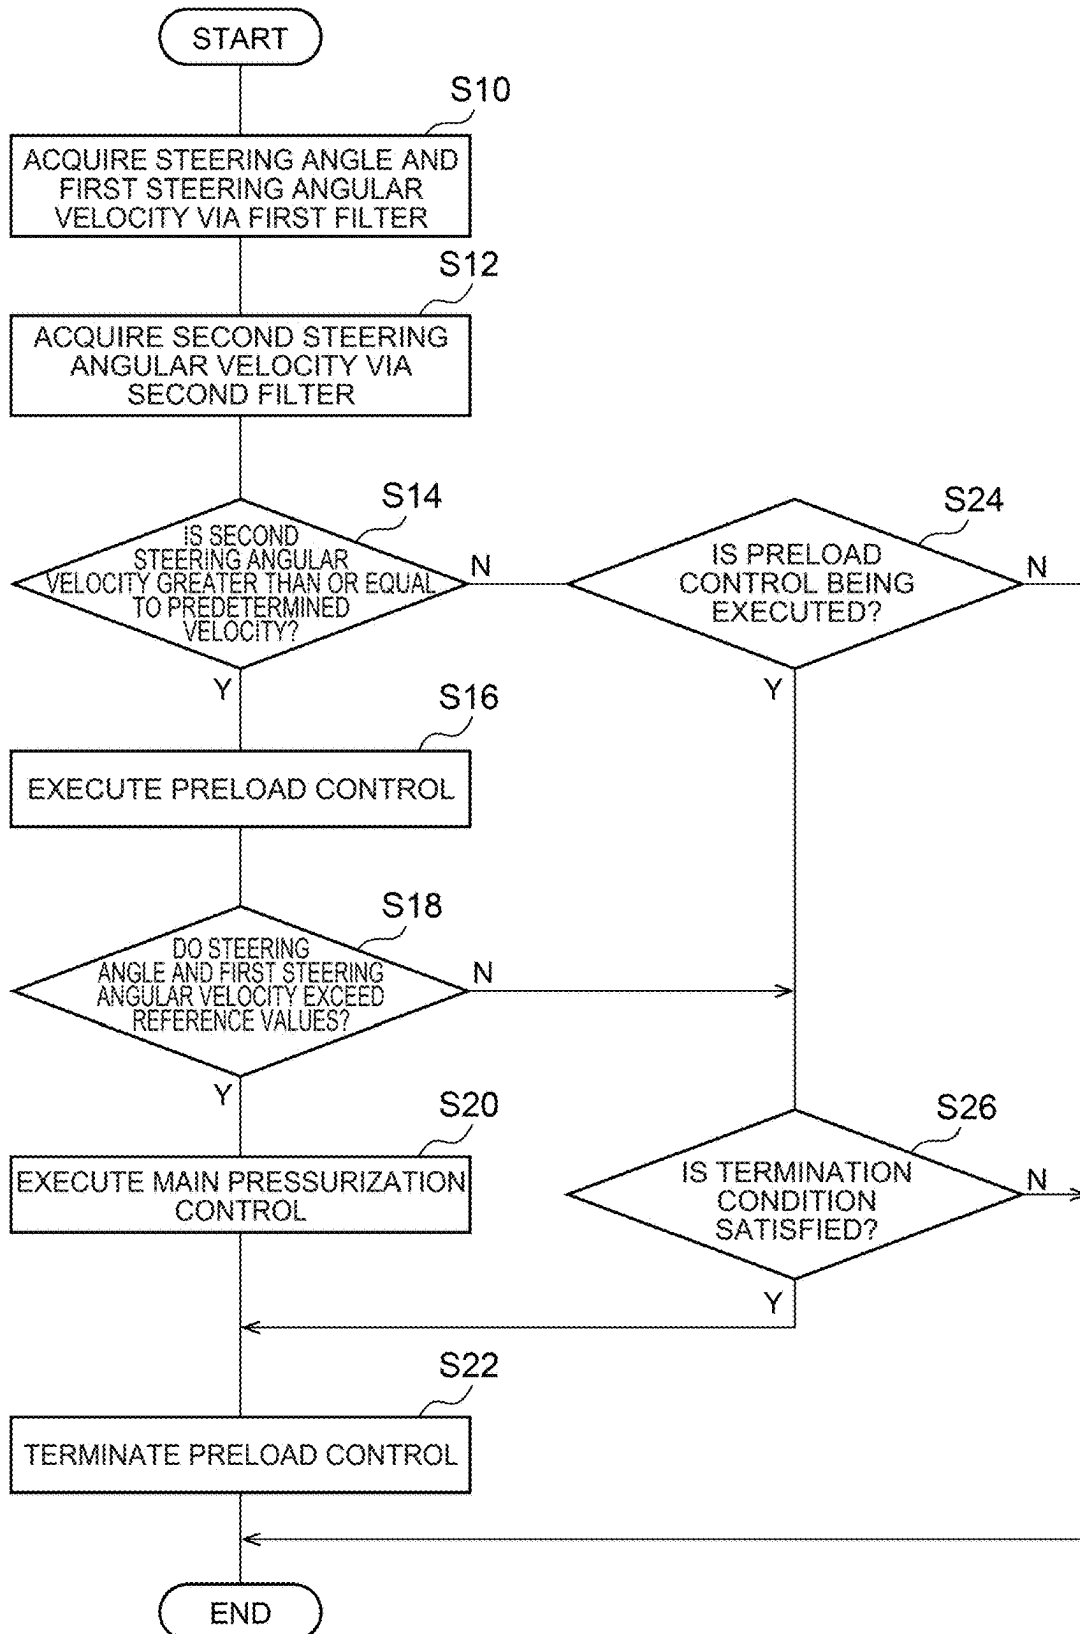 START
S10
ACQUIRE STEERING ANGLE AND
FIRST STEERING ANGULAR
VELOCITY VIA FIRST FILTER
S12
ACQUIRE SECOND STEERING
ANGULAR VELOCITY VIA
SECOND FILTER
S14
IS SECOND
STEERING ANGULAR
VELOCITY GREATER THAN OR EQUAL
TO PREDETERMINED
VELOCITY?
N
Y
S24
IS PRELOAD
CONTROL BEING
EXECUTED?
N
Y
S16
EXECUTE PRELOAD CONTROL
S18
DO STEERING
ANGLE AND FIRST STEERING
ANGULAR VELOCITY EXCEED
REFERENCE VALUES?
N
Y
S20
EXECUTE MAIN PRESSURIZATION
CONTROL
S26
IS TERMINATION
CONDITION
SATISFIED?
N
Y
S22
TERMINATE PRELOAD CONTROL
END